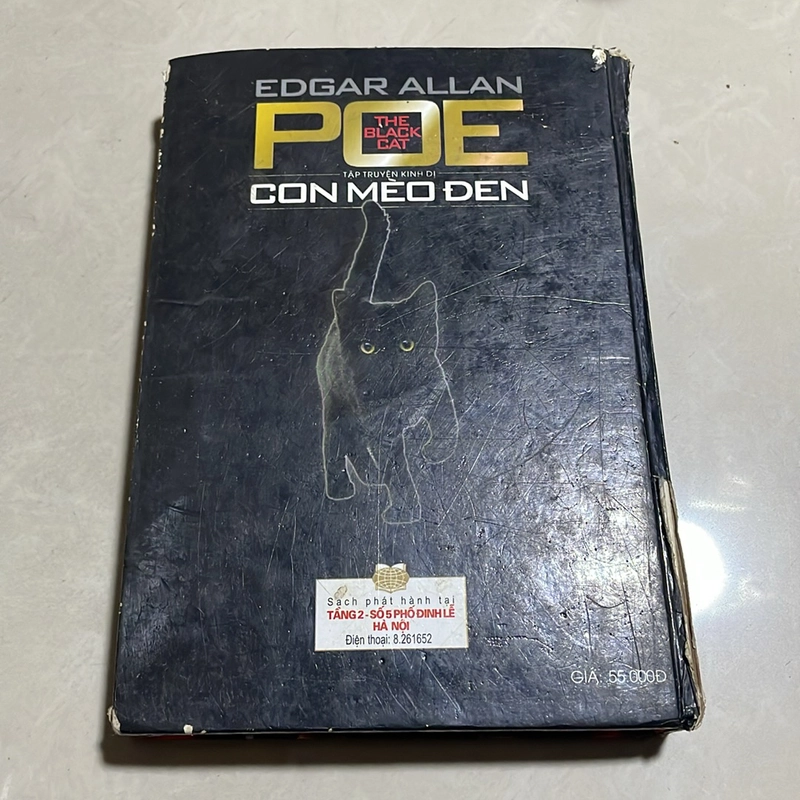 EDGAR ALLAN
POE
THE
BLACK
CAT
TẬP TRUYỆN KINH DỊ
CON MÈO ĐEN
Sách phát hành tại
TẦNG 2 - SỐ 5 PHỐ ĐINH LỄ
HÀ NỘI
Điện thoại: 8.261652
GIÁ: 55.000Đ